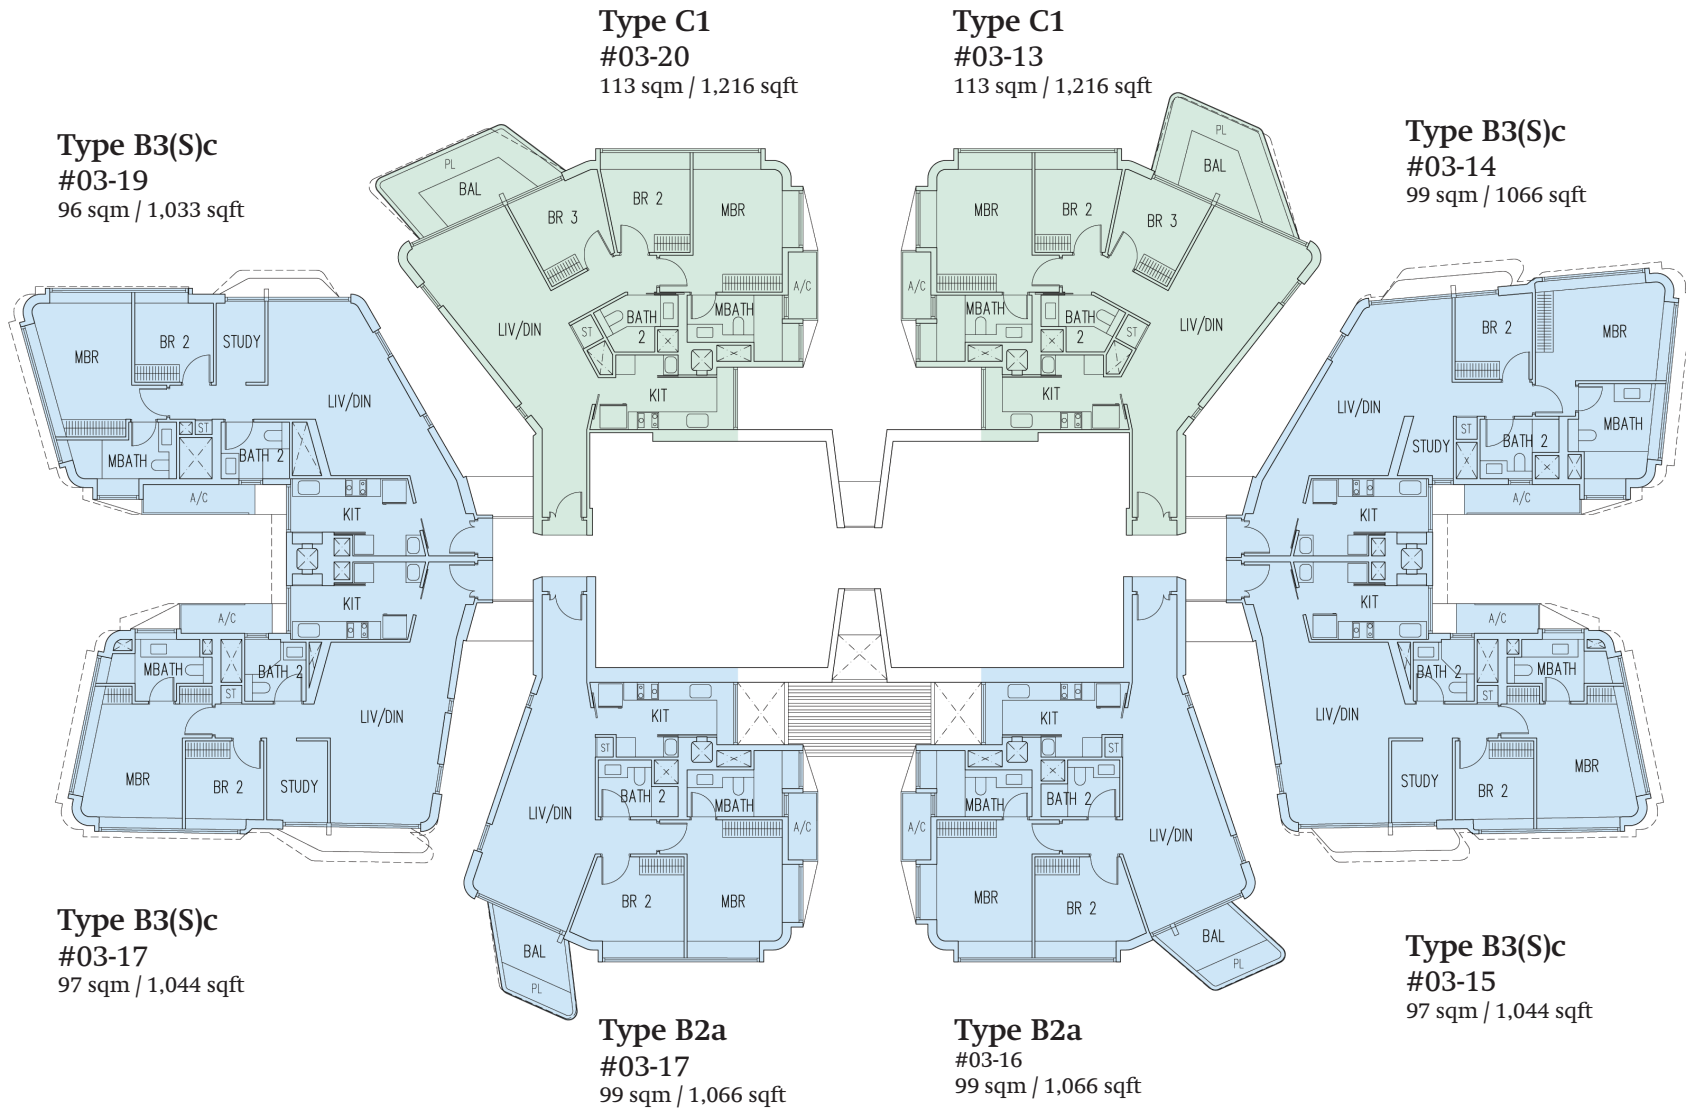 Type C1
#03-20
113 sqm / 1,216 sqft
Type C1
#03-13
113 sqm / 1,216 sqft
Type B3(S)c
#03-19
96 sqm / 1,033 sqft
Type B3(S)c
#03-14
99 sqm / 1066 sqft
PL
BAL
BR 3
BR 2
MBR
A/C
LIV/DIN
ST
BATH
2
MBATH
KIT
PL
BAL
MBR
BR 2
BR 3
A/C
MBATH
BATH
2
ST
LIV/DIN
KIT
MBR
BR 2
STUDY
LIV/DIN
MBATH
ST
BATH 2
A/C
KIT
BR 2
MBR
LIV/DIN
STUDY
ST
BATH 2
MBATH
A/C
KIT
KIT
A/C
MBATH
ST
BATH 2
LIV/DIN
MBR
BR 2
STUDY
KIT
A/C
BATH 2
ST
MBATH
LIV/DIN
STUDY
BR 2
MBR
KIT
ST
BATH 2
MBATH
A/C
LIV/DIN
BR 2
MBR
BAL
PL
KIT
ST
MBATH
BATH 2
A/C
LIV/DIN
MBR
BR 2
BAL
PL
Type B3(S)c
#03-17
97 sqm / 1,044 sqft
Type B3(S)c
#03-15
97 sqm / 1,044 sqft
Type B2a
#03-17
99 sqm / 1,066 sqft
Type B2a
#03-16
99 sqm / 1,066 sqft